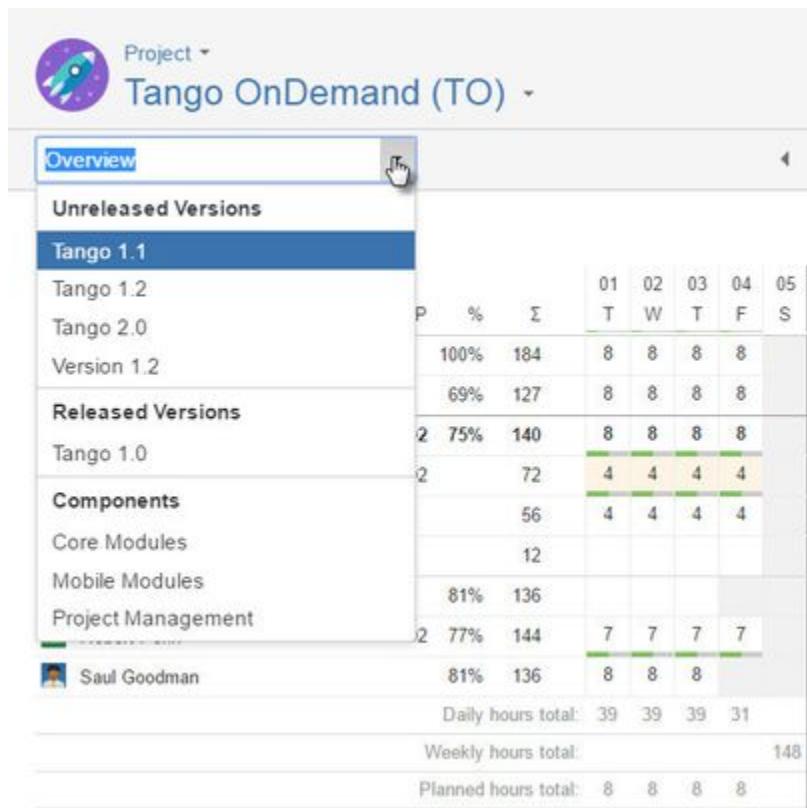 Project
Tango OnDemand (TO)
Overview
Unreleased Versions
Tango 1.1
Tango 1.2
Tango 2.0
Version 1.2
Released Versions
Tango 1.0
Components
Core Modules
Mobile Modules
Project Management
01 02 03 04 05
P % Σ T W T F S
100% 184 8 8 8 8
69% 127 8 8 8 8
2 75% 140 8 8 8 8
2 72 4 4 4 4
56 4 4 4 4
12
81% 136
02 77% 144 7 7 7 7
Saul Goodman 81% 136 8 8 8
Daily hours total: 39 39 39 31
Weekly hours total: 148
Planned hours total: 8 8 8 8